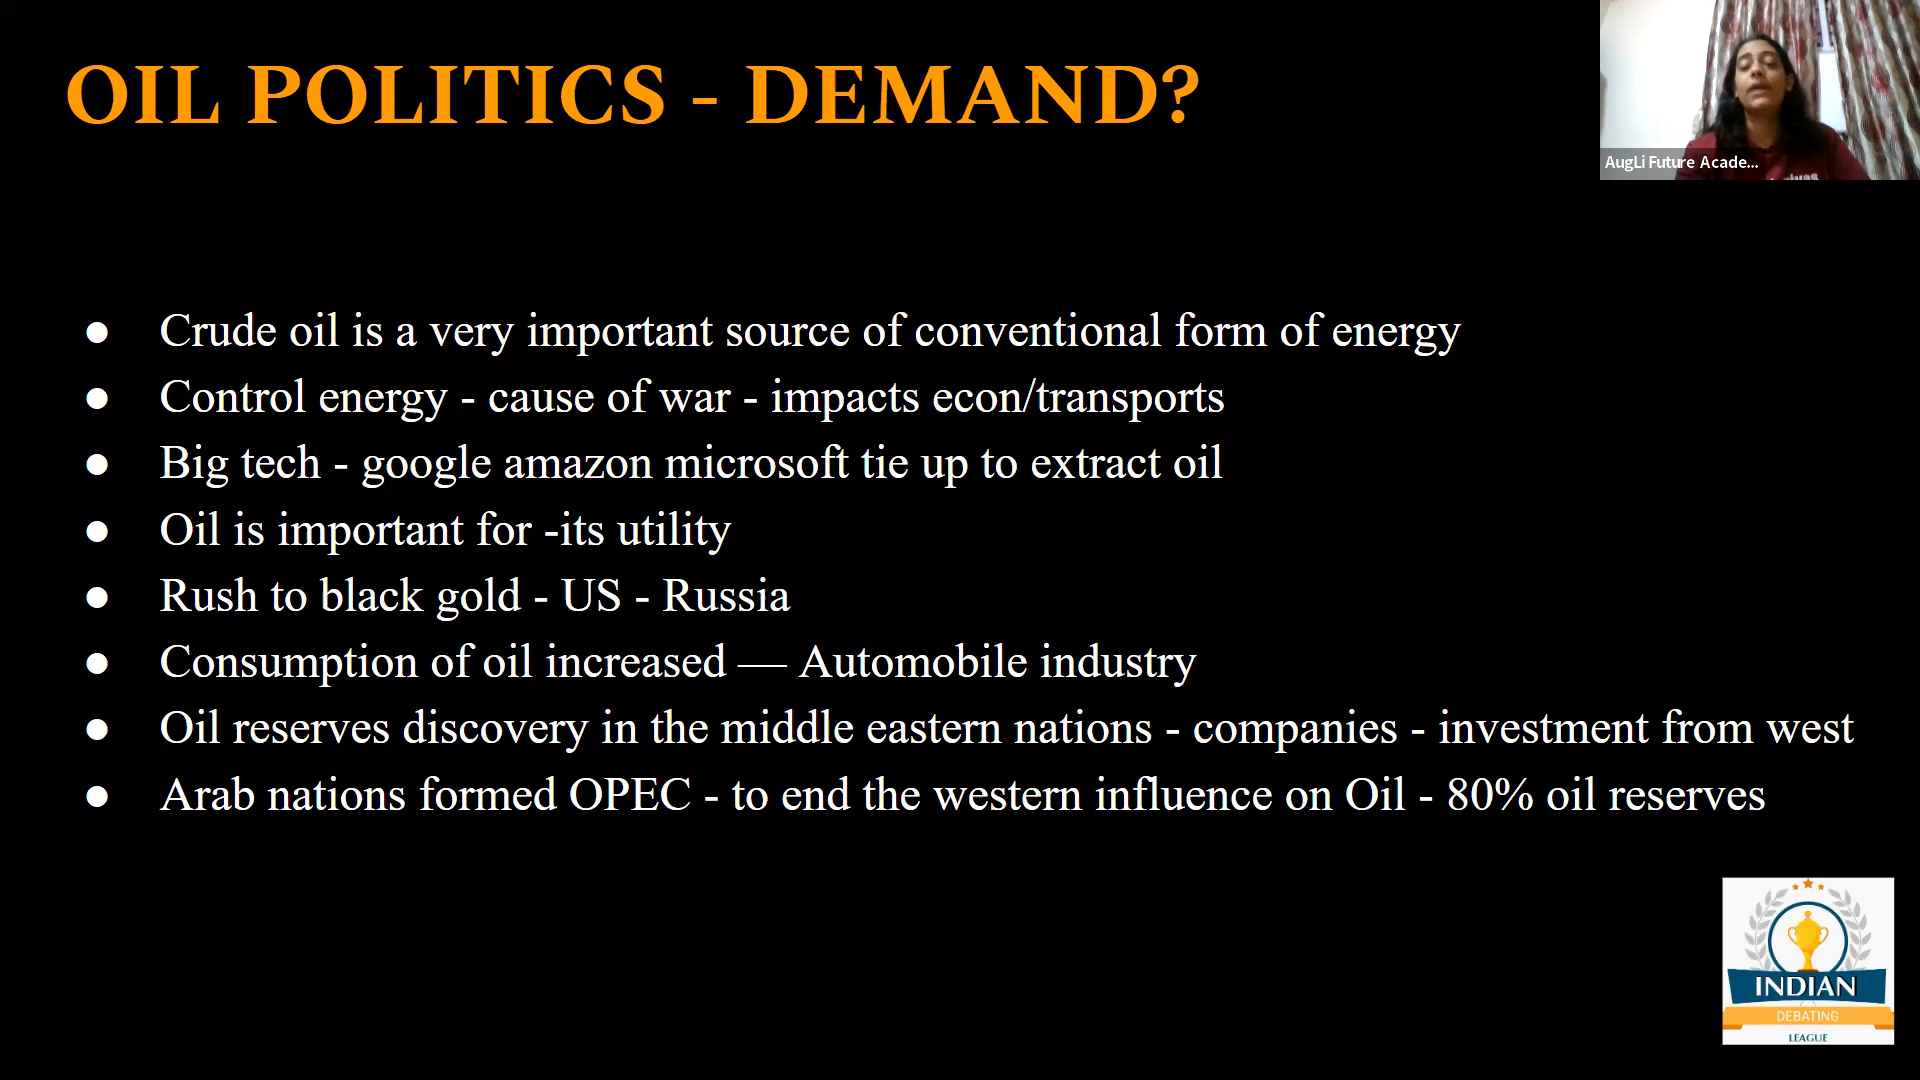 OIL POLITICS - DEMAND?
AugLi Future Acade...
● Crude oil is a very important source of conventional form of energy
● Control energy - cause of war - impacts econ/transports
● Big tech - google amazon microsoft tie up to extract oil
● Oil is important for -its utility
● Rush to black gold - US - Russia
● Consumption of oil increased — Automobile industry
● Oil reserves discovery in the middle eastern nations - companies - investment from west
● Arab nations formed OPEC - to end the western influence on Oil - 80% oil reserves
INDIAN
DEBATING
LEAGUE